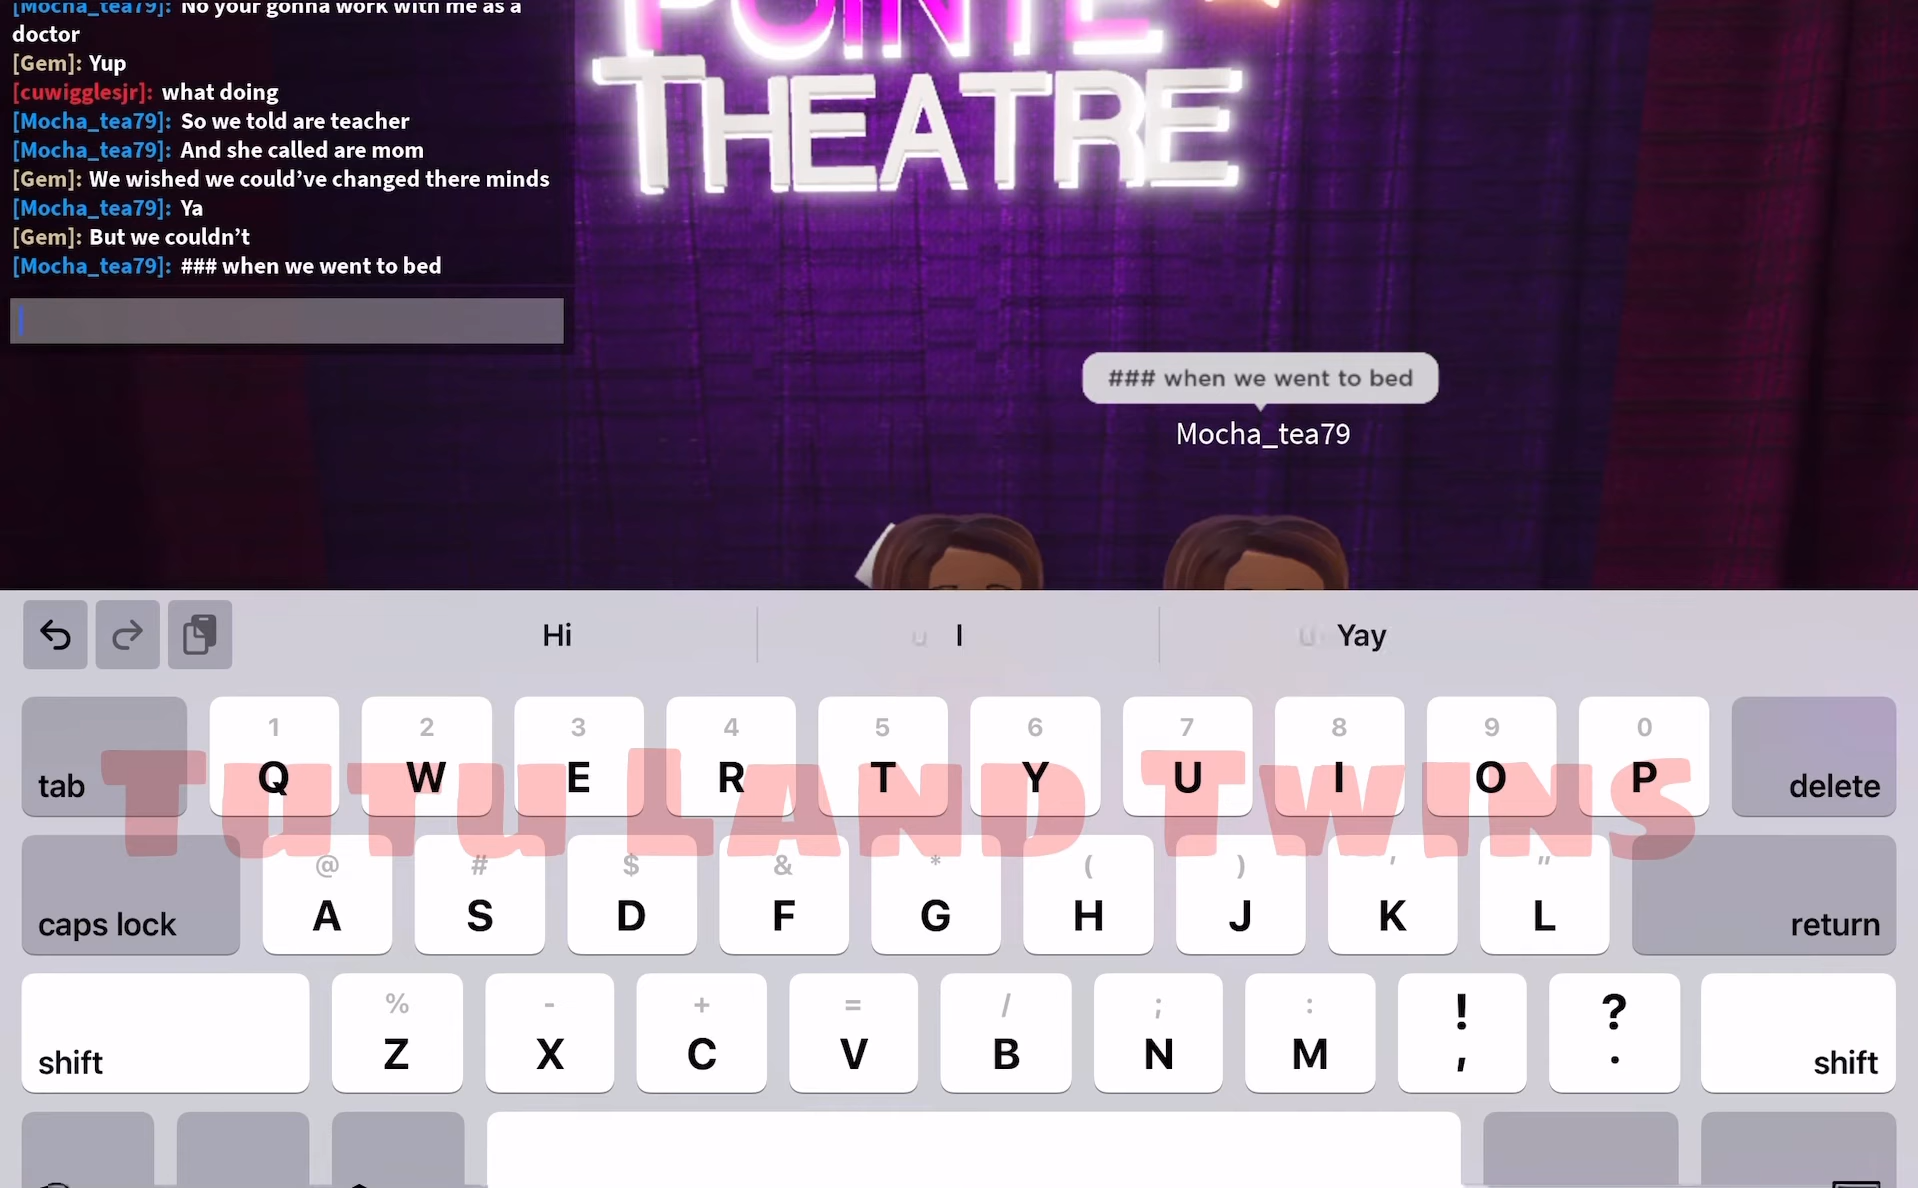 [Mocha_tea79]: No your gonna work with me as a
doctor
[Gem]: Yup
[cuwigglesjr]: what doing
[Mocha_tea79]: So we told are teacher
[Mocha_tea79]: And she called are mom
[Gem]: We wished we could’ve changed there minds
[Mocha_tea79]: Ya
[Gem]: But we couldn’t
[Mocha_tea79]: ### when we went to bed
POINTE
THEATRE
### when we went to bed
Mocha_tea79
Hi I Yay
tab 1 Q 2 W 3 E 4 R 5 T 6 Y 7 U 8 I 9 O 0 P delete
TUTU LAND TWINS
caps lock @ A # S $ D & F * G ( H ) J ' K " L return
shift % Z - X + C = V / B ; N : M ! , ? . shift